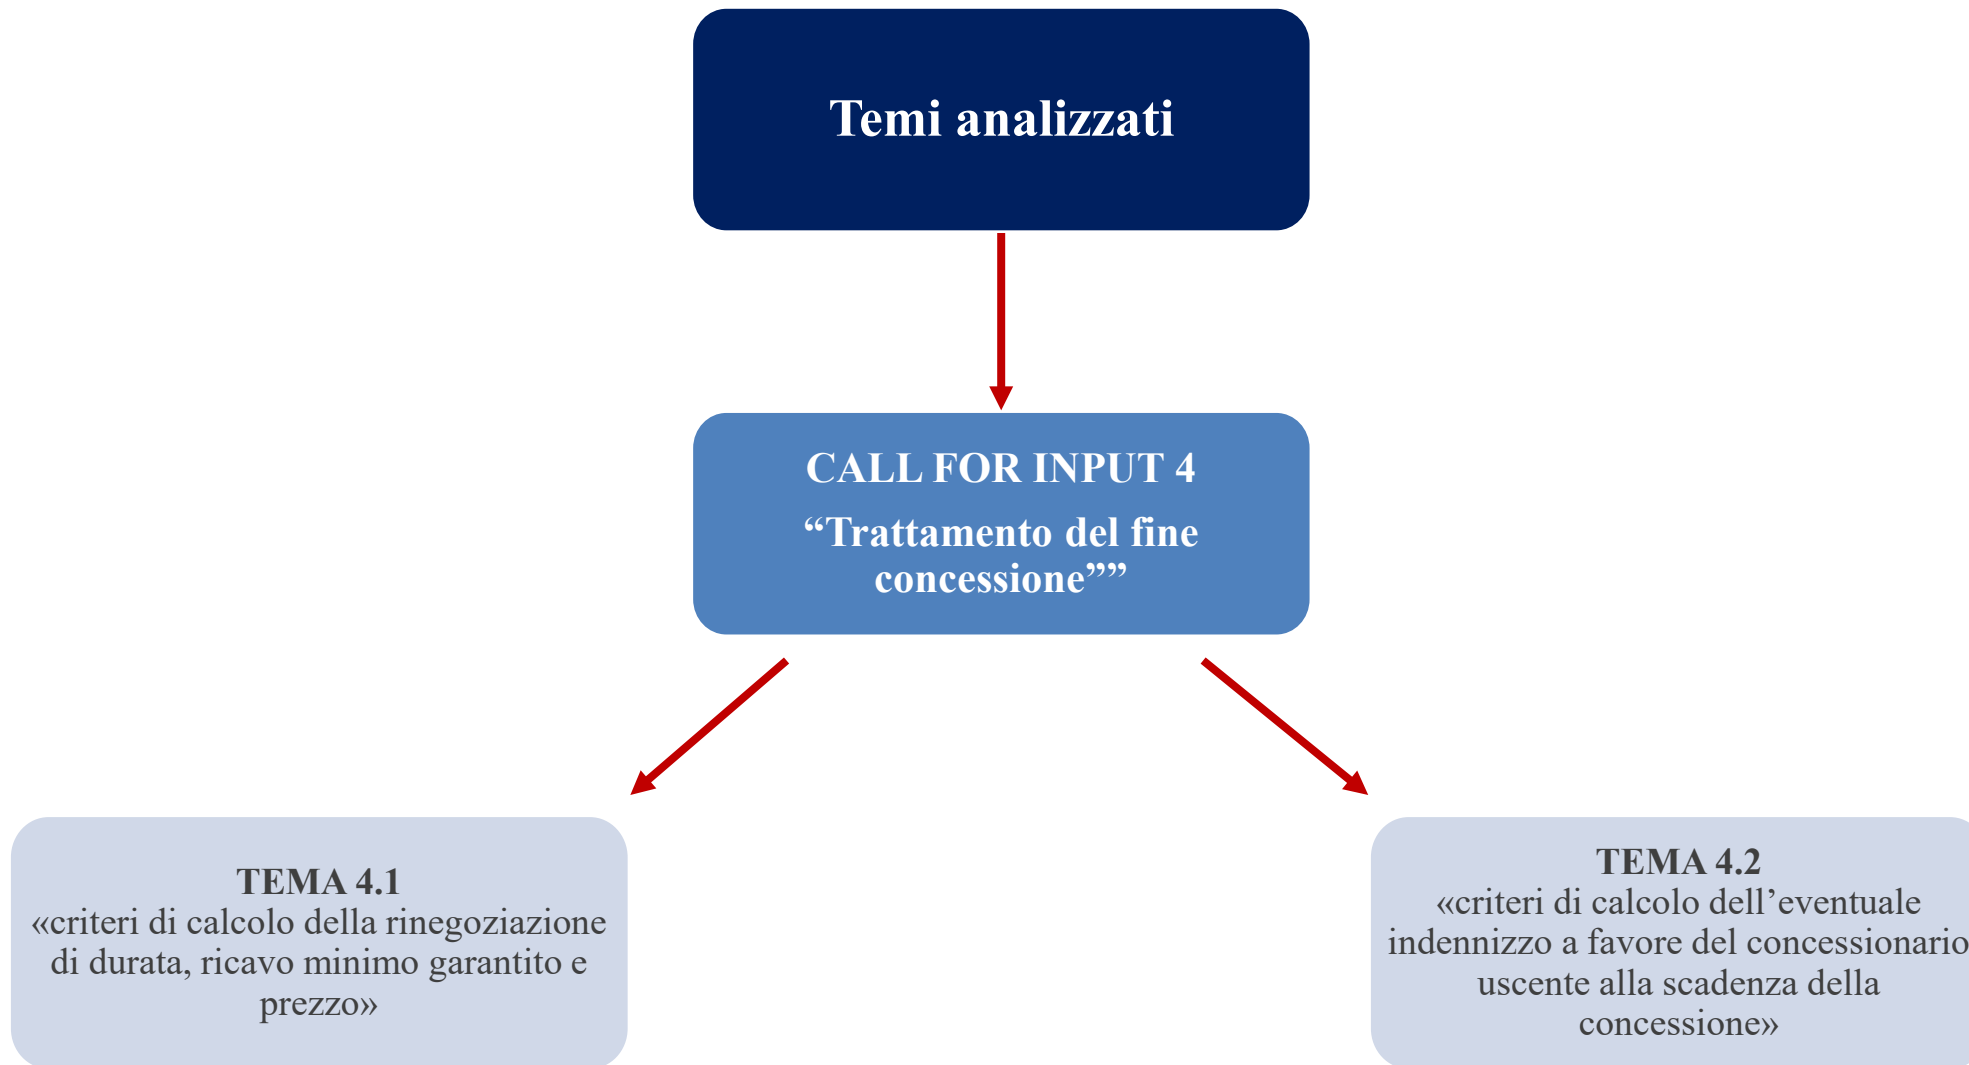 Temi analizzati
CALL FOR INPUT 4
“Trattamento del fine
concessione””
TEMA 4.1
«criteri di calcolo della rinegoziazione
di durata, ricavo minimo garantito e
prezzo»
TEMA 4.2
«criteri di calcolo dell’eventuale
indennizzo a favore del concessionario
uscente alla scadenza della
concessione»